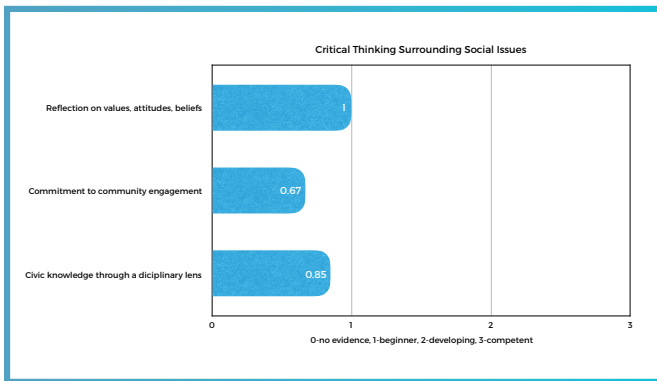 Critical Thinking Surrounding Social Issues
Reflection on values, attitudes, beliefs
1
Commitment to community engagement
0.67
Civic knowledge through a diciplinary lens
0.85
0
1
2
3
0-no evidence, 1-beginner, 2-developing, 3-competent